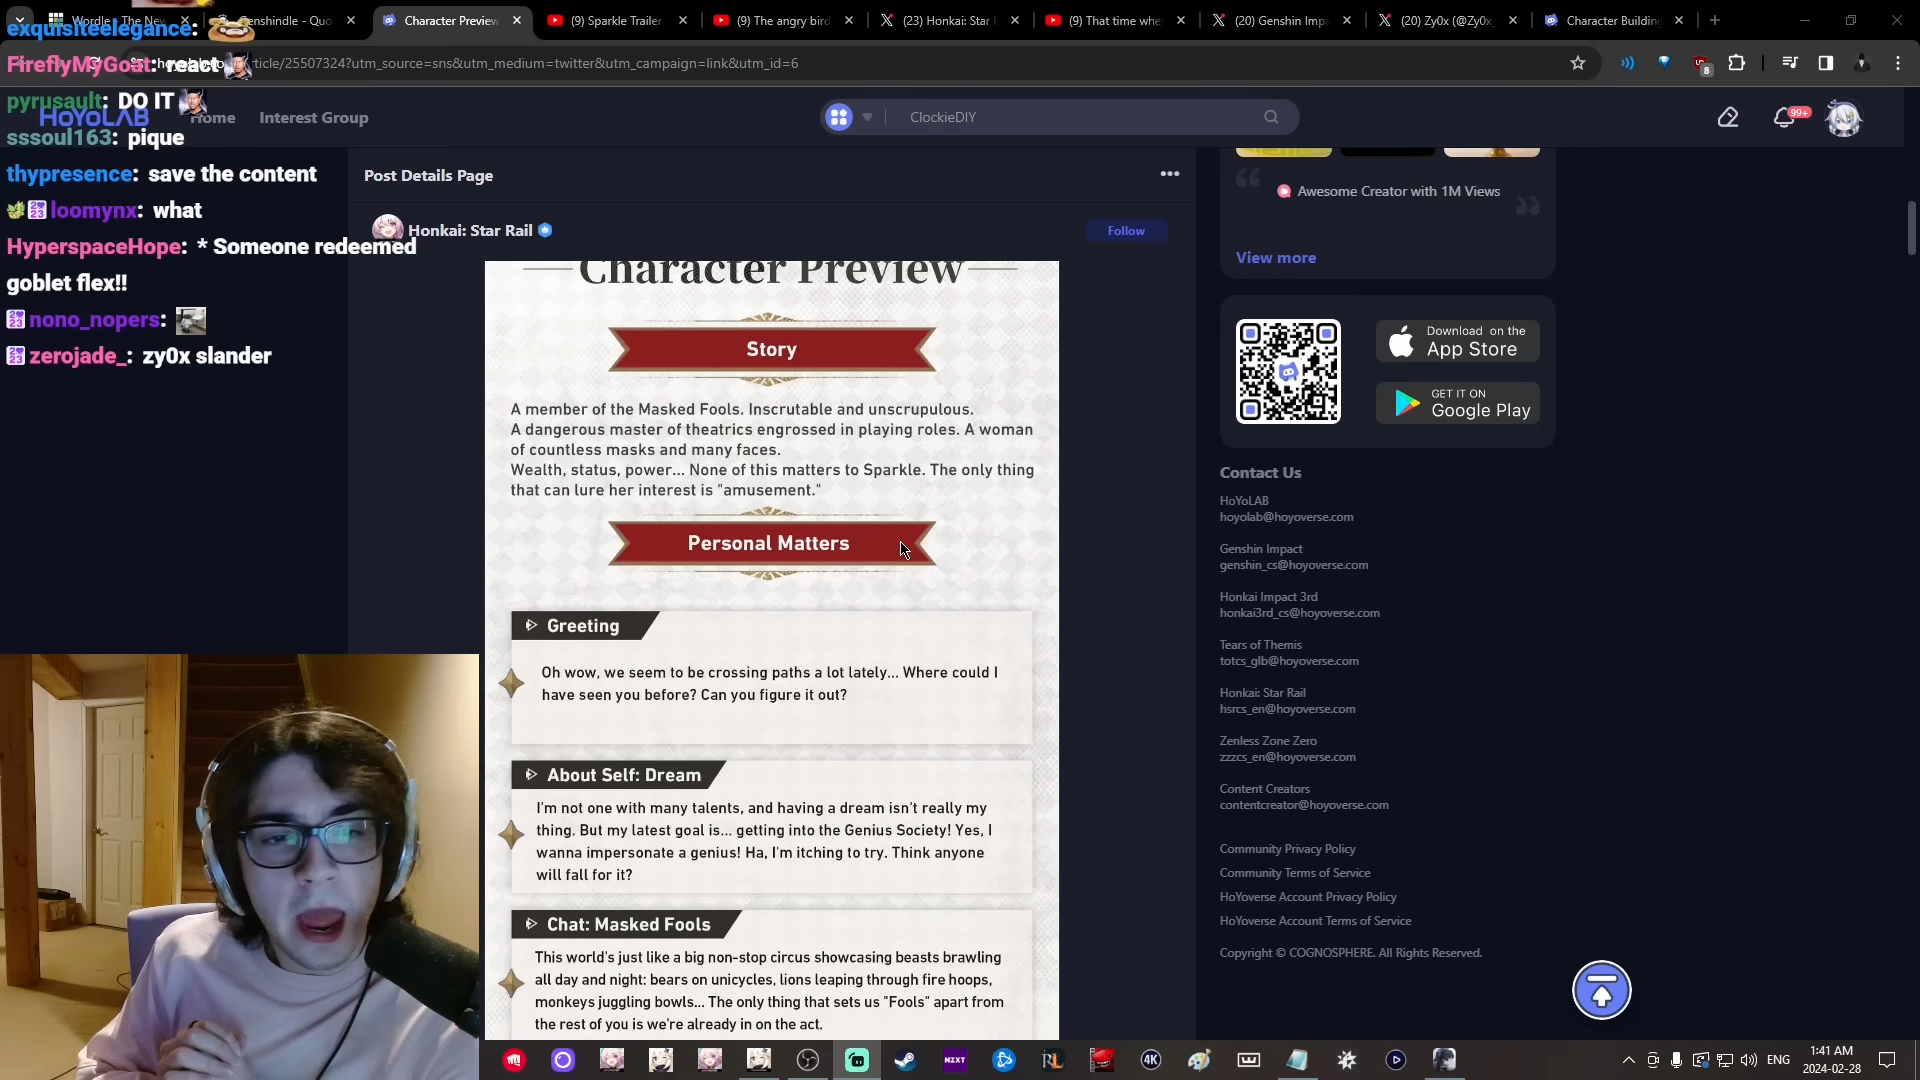 Wordle - The New
Genshindle - Quo
Character Preview
(9) Sparkle Trailer
(9) The angry bird
(23) Honkai: Star F
(9) That time whe
(20) Genshin Impa
(20) Zy0x (@Zy0x_
Character Building
rticle/25507324?utm_source=sns&utm_medium=twitter&utm_campaign=link&utm_id=6
exquisiteelegance:
FireflyMyGoat: react
pyrusault: DO IT
sssoul163: pique
thypresence: save the content
loomynx: what
HyperspaceHope: * Someone redeemed
goblet flex!!
nono_nopers:
zerojade_: zy0x slander
HOYOLAB
Home
Interest Group
ClockieDIY
99+
8
Post Details Page
Honkai: Star Rail
Follow
Character Preview
Story
A member of the Masked Fools. Inscrutable and unscrupulous.
A dangerous master of theatrics engrossed in playing roles. A woman
of countless masks and many faces.
Wealth, status, power... None of this matters to Sparkle. The only thing
that can lure her interest is "amusement."
Personal Matters
Greeting
Oh wow, we seem to be crossing paths a lot lately... Where could I
have seen you before? Can you figure it out?
About Self: Dream
I'm not one with many talents, and having a dream isn't really my
thing. But my latest goal is... getting into the Genius Society! Yes, I
wanna impersonate a genius! Ha, I'm itching to try. Think anyone
will fall for it?
Chat: Masked Fools
This world's just like a big non-stop circus showcasing beasts brawling
all day and night: bears on unicycles, lions leaping through fire hoops,
monkeys juggling bowls... The only thing that sets us "Fools" apart from
the rest of you is we're already in on the act.
Awesome Creator with 1M Views
View more
Download on the
App Store
GET IT ON
Google Play
Contact Us
HoYoLAB
hoyolab@hoyoverse.com
Genshin Impact
genshin_cs@hoyoverse.com
Honkai Impact 3rd
honkai3rd_cs@hoyoverse.com
Tears of Themis
totcs_glb@hoyoverse.com
Honkai: Star Rail
hsrcs_en@hoyoverse.com
Zenless Zone Zero
zzzcs_en@hoyoverse.com
Content Creators
contentcreator@hoyoverse.com
Community Privacy Policy
Community Terms of Service
HoYoverse Account Privacy Policy
HoYoverse Account Terms of Service
Copyright © COGNOSPHERE. All Rights Reserved.
NZXT
RL
4K
ENG
1:41 AM
2024-02-28